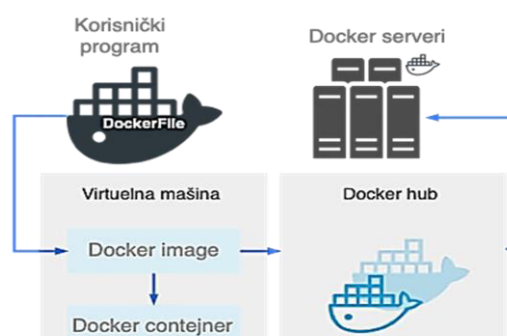 Korisnički
program
DockerFIle
Docker serveri
Virtuelna mašina
Docker image
Docker contejner
Docker hub